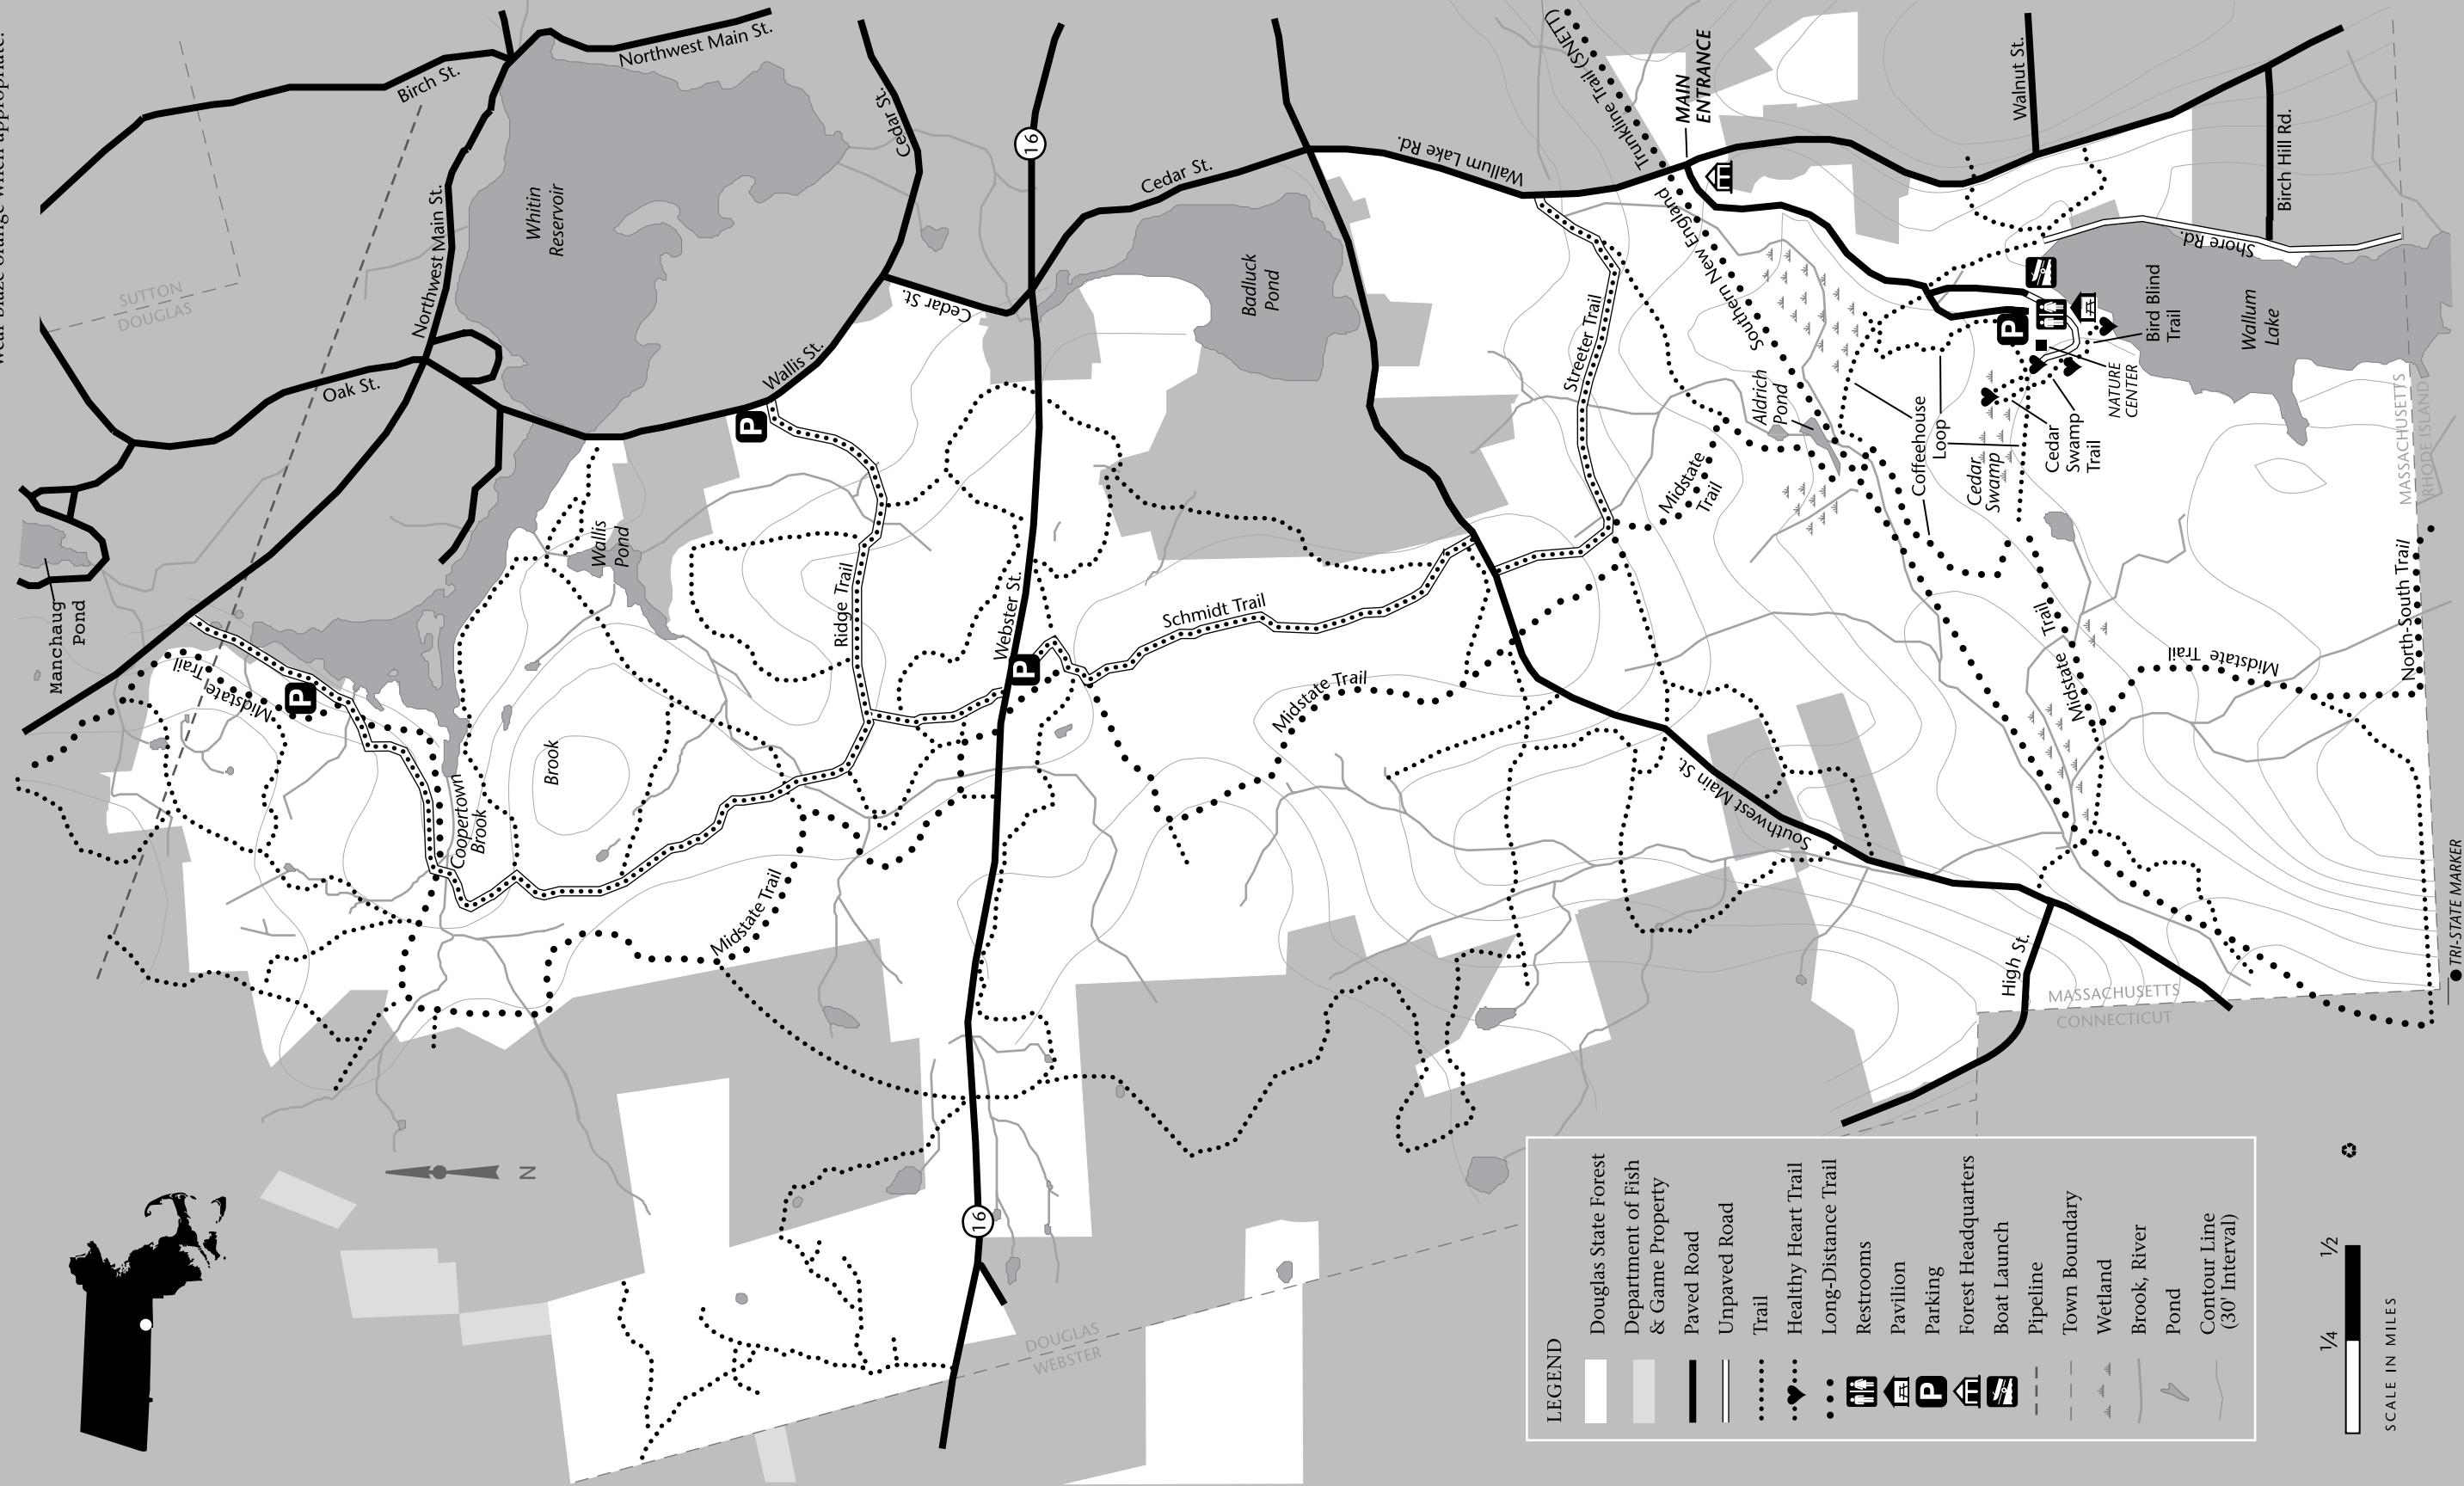 wear blaze orange when appropriate.
Birch St.
Northwest Main St.
SUTTON
DOUGLAS
Northwest Main St.
Whitin
Reservoir
Oak St.
Manchaug
Pond
Cedar St.
16
Cedar St.
Cedar St.
Wallis St.
P
Badluck
Pond
Wallum Lake Rd.
Trunkline Trail (SNETT)
Southern New England
MAIN
ENTRANCE
Walnut St.
Birch Hill Rd.
Shore Rd.
Streeter Trail
Aldrich
Pond
Midstate
Trail
Coffeehouse
Loop
Cedar
Swamp
Cedar
Swamp
Trail
NATURE
CENTER
P
Bird Blind
Trail
Wallum
Lake
MASSACHUSETTS
RHODE ISLAND
Wallis
Pond
Ridge Trail
Webster St.
P
Schmidt Trail
Midstate Trail
P
Midstate Trail
Coopertown
Brook
Brook
Midstate Trail
Southwest Main St.
Midstate
Trail
Midstate Trail
North-South Trail
TRI-STATE MARKER
High St.
MASSACHUSETTS
CONNECTICUT
N
16
DOUGLAS
WEBSTER
LEGEND
Douglas State Forest
Department of Fish
& Game Property
Paved Road
Unpaved Road
Trail
Healthy Heart Trail
Long-Distance Trail
Restrooms
Pavilion
P Parking
Forest Headquarters
Boat Launch
Pipeline
Town Boundary
Wetland
Brook, River
Pond
Contour Line
(30' Interval)
1/4 1/2
SCALE IN MILES